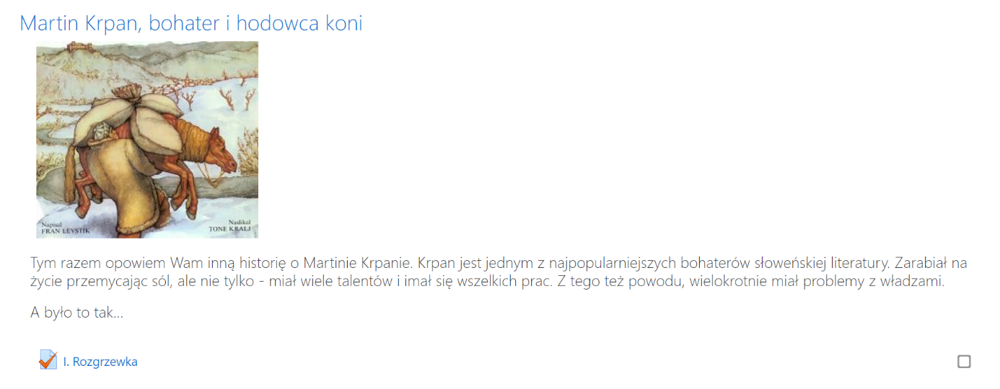 Martin Krpan, bohater i hodowca koni
Napisal
FRAN LEVSTIK
Naslikal
TONE KRALJ
Tym razem opowiem Wam inną historię o Martinie Krpanie. Krpan jest jednym z najpopularniejszych bohaterów słoweńskiej literatury. Zarabiał na
życie przemycając sól, ale nie tylko - miał wiele talentów i imał się wszelkich prac. Z tego też powodu, wielokrotnie miał problemy z władzami.
A było to tak...
I. Rozgrzewka